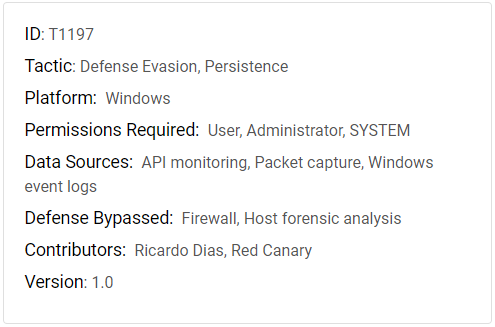 ID: T1197
Tactic: Defense Evasion, Persistence
Platform: Windows
Permissions Required: User, Administrator, SYSTEM
Data Sources: API monitoring, Packet capture, Windows
event logs
Defense Bypassed: Firewall, Host forensic analysis
Contributors: Ricardo Dias, Red Canary
Version: 1.0